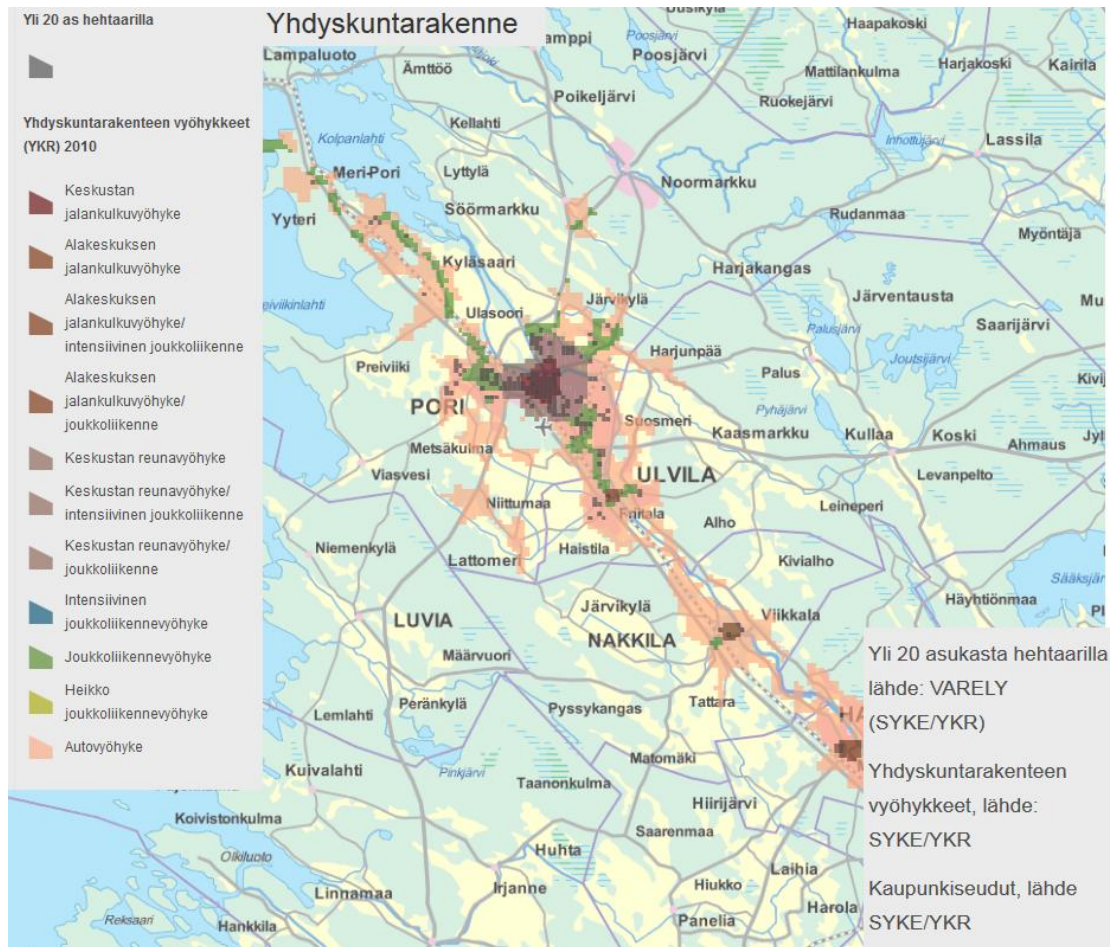 Yli 20 as hehtaarilla
Yhdyskuntarakenteen vyöhykkeet
(YKR) 2010
Keskustan
jalankulkuvyöhyke
Alakeskuksen
jalankulkuvyöhyke
Alakeskuksen
jalankulkuvyöhyke/
intensiivinen joukkoliikenne
Alakeskuksen
jalankulkuvyöhyke/
joukkoliikenne
Keskustan reunavyöhyke
Keskustan reunavyöhyke/
intensiivinen joukkoliikenne
Keskustan reunavyöhyke/
joukkoliikenne
Intensiivinen
joukkoliikennevyöhyke
Joukkoliikennevyöhyke
Heikko
joukkoliikennevyöhyke
Autovyöhyke
Yhdyskuntarakenne
Lampaluoto
Ämttöö
Poosjärvi
Poosjärvi
Haapakoski
Mattilankulma
Harjakoski
Kairila
Poikeljärvi
Ruokejärvi
Kellahti
Kolpanlahti
Inhottujärvi
Lassila
Meri-Pori
Lyttylä
Noormarkku
Yyteri
Söörmarkku
Rudanmaa
Myöntäjä
Kyläsaari
Harjakangas
Järvikylä
Järventausta
Ulasoori
Saarijärvi
Palusjärvi
Joutsijärvi
Preiviiki
Harjunpää
Palus
PORI
Pyhäjärvi
Suosmeri
Kaasmarkku
Kullaa
Koski
Ahmaus
Metsäkulma
Viasvesi
ULVILA
Levanpelto
Niittumaa
Friitala
Leineperi
Alho
Niemenkylä
Haistila
Lattomeri
Kivialho
Sääksjär
Häyhtiönmaa
Järvikylä
Viikkala
LUVIA
NAKKILA
Määrvuori
Tattara
Lemlahti
Peränkylä
Pyssykangas
Matomäki
Kuivalahti
Pinkjärvi
Taanonkulma
Hiirijärvi
Koivistonkulma
Saarenmaa
Olkiluoto
Huhta
Laihia
Linnamaa
Irjanne
Hiukko
Harola
Reksaari
Hankkila
Panelia
Yli 20 asukasta hehtaarilla
lähde: VARELY
(SYKE/YKR)
Yhdyskuntarakenteen
vyöhykkeet, lähde:
SYKE/YKR
Kaupunkiseudut, lähde
SYKE/YKR